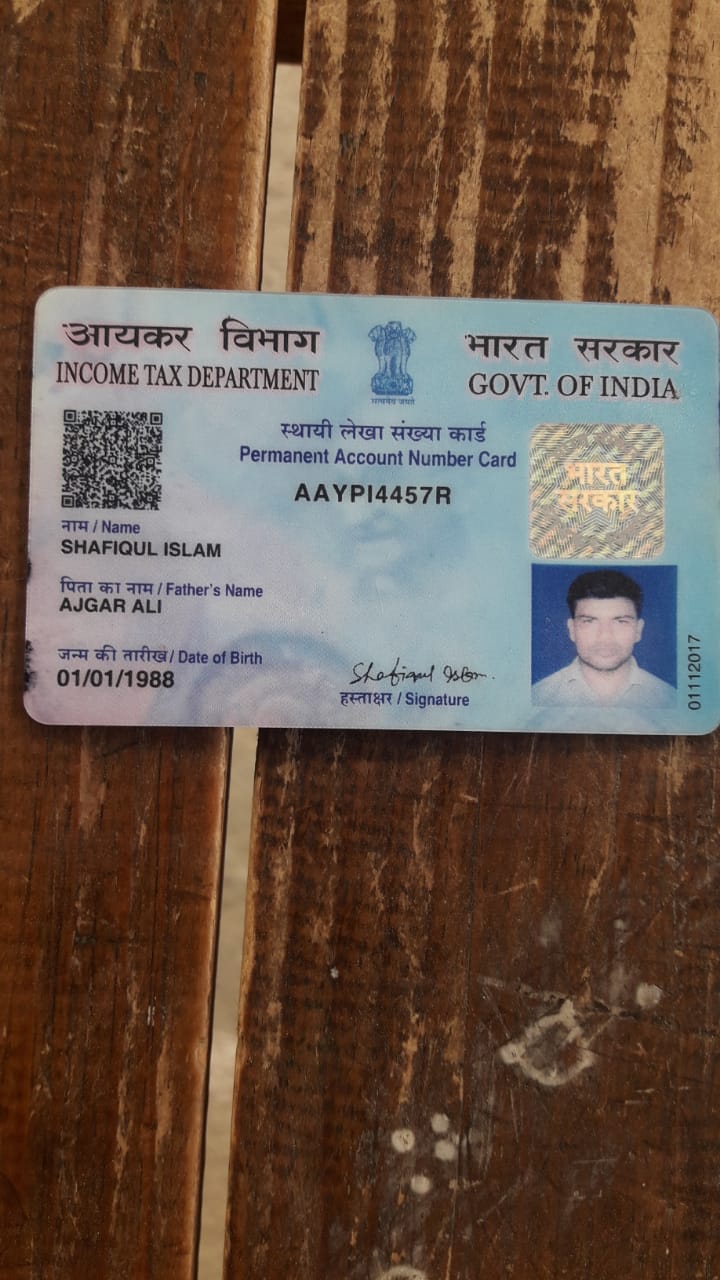 आयकर विभाग
INCOME TAX DEPARTMENT
सत्यमेव जयते
भारत सरकार
GOVT. OF INDIA
स्थायी लेखा संख्या कार्ड
Permanent Account Number Card
AAYPI4457R
भारत
सरकार
नाम / Name
SHAFIQUL ISLAM
पिता का नाम / Father's Name
AJGAR ALI
जन्म की तारीख / Date of Birth
01/01/1988
Shafiqul Islam.
हस्ताक्षर / Signature
01112017